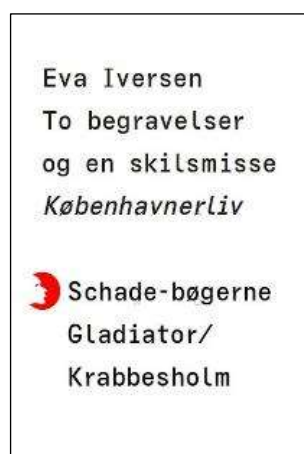 Eva Iversen
To begravelser
og en skilsmisse
Københavnerliv
Schade-bøgerne
Gladiator/
Krabbesholm